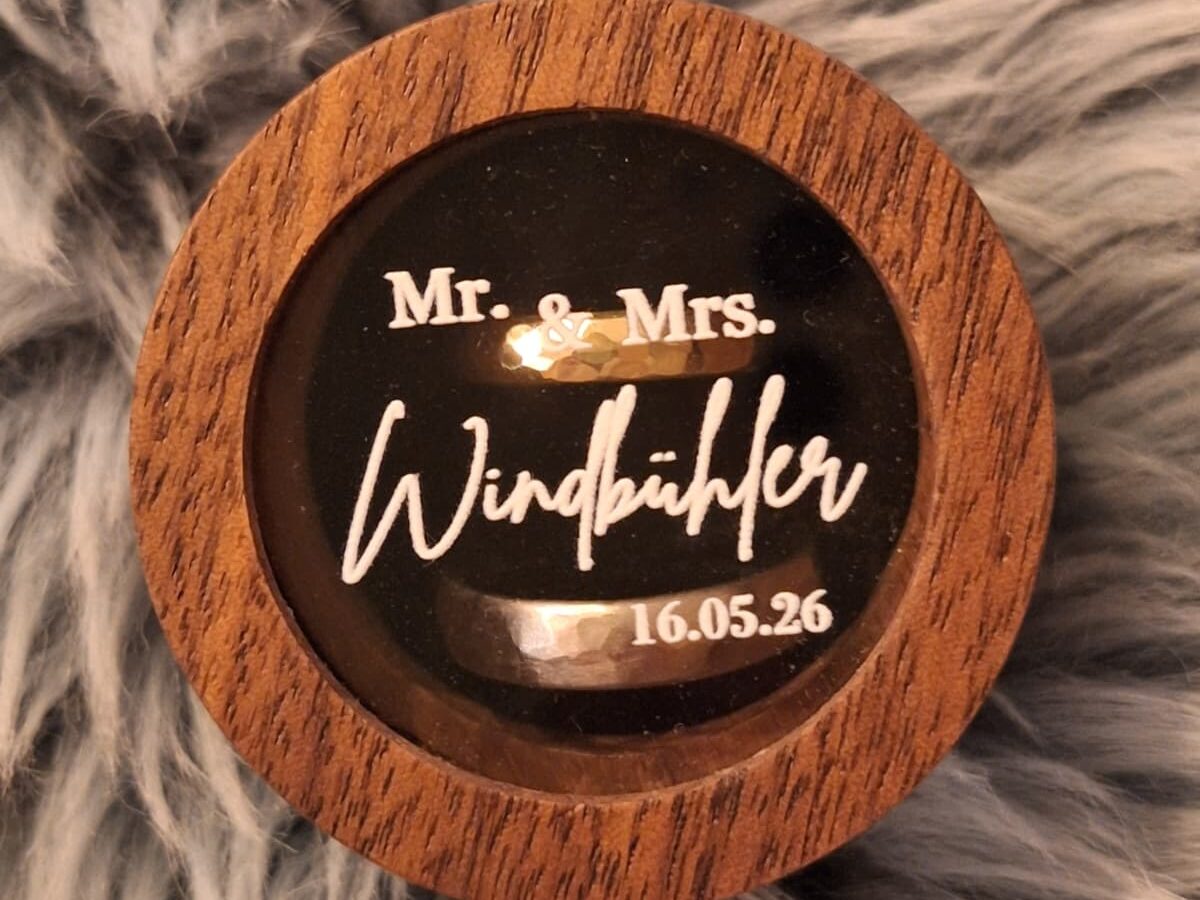 Mr. & Mrs.
Windbühler
16.05.26